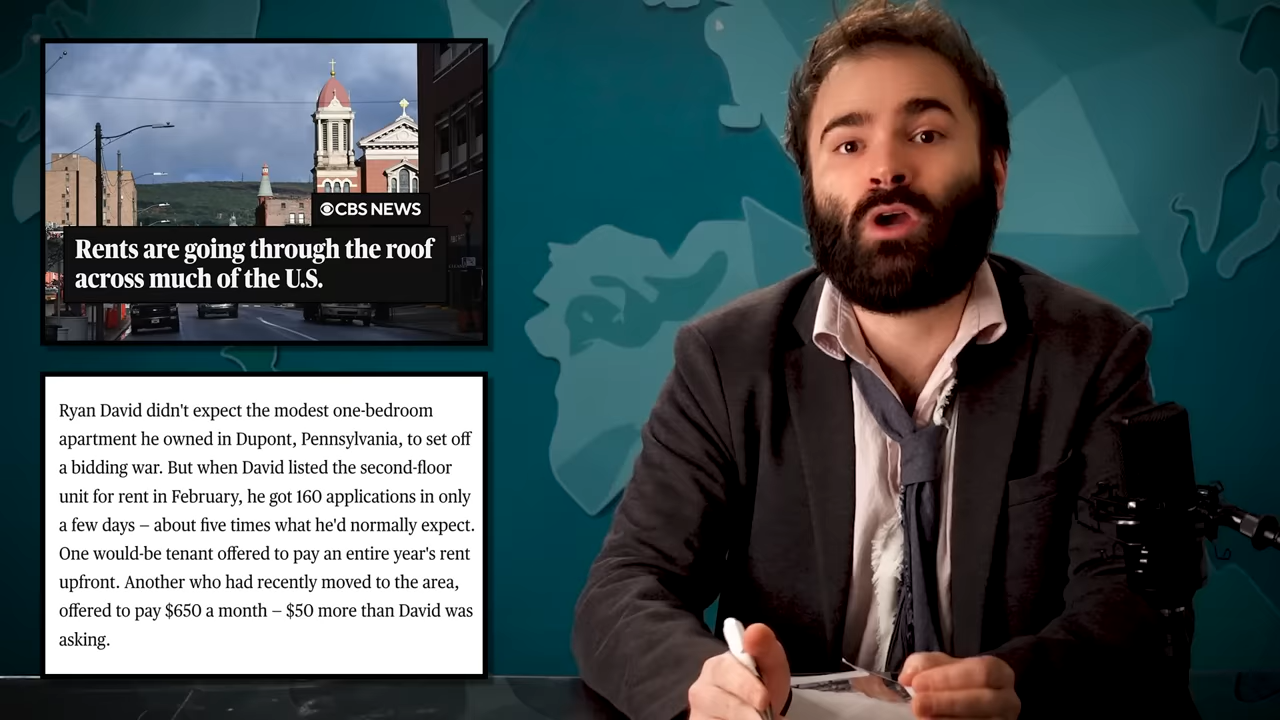 CBS NEWS
Rents are going through the roof
across much of the U.S.
Ryan David didn't expect the modest one-bedroom
apartment he owned in Dupont, Pennsylvania, to set off
a bidding war. But when David listed the second-floor
unit for rent in February, he got 160 applications in only
a few days – about five times what he'd normally expect.
One would-be tenant offered to pay an entire year's rent
upfront. Another who had recently moved to the area,
offered to pay $650 a month – $50 more than David was
asking.